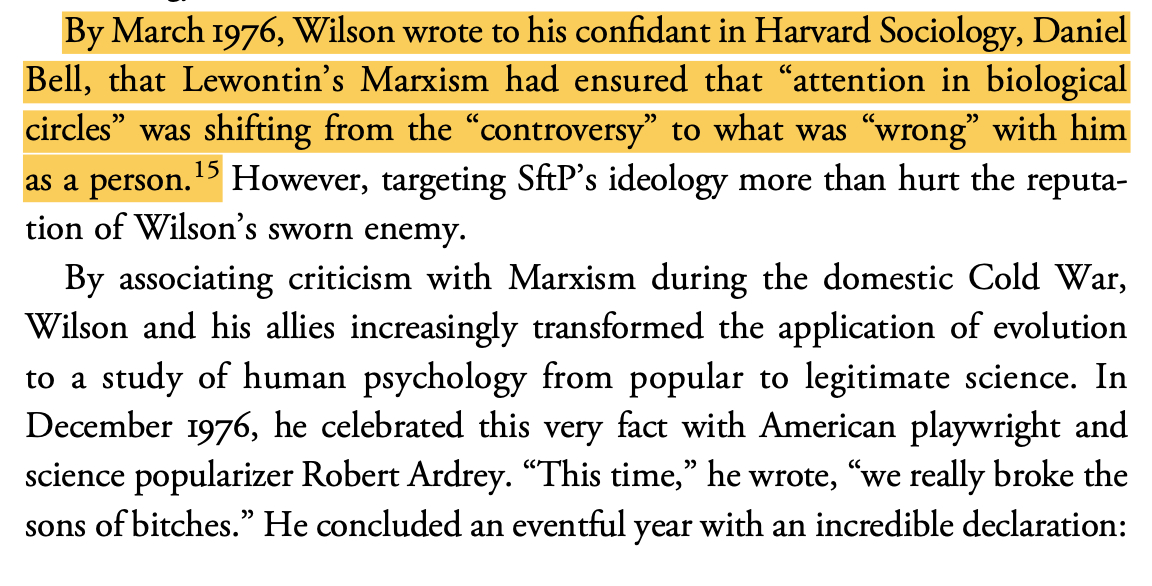 By March 1976, Wilson wrote to his confidant in Harvard Sociology, Daniel
Bell, that Lewontin’s Marxism had ensured that “attention in biological
circles” was shifting from the “controversy” to what was “wrong” with him
as a person.15 However, targeting SftP’s ideology more than hurt the reputa-
tion of Wilson’s sworn enemy.
By associating criticism with Marxism during the domestic Cold War,
Wilson and his allies increasingly transformed the application of evolution
to a study of human psychology from popular to legitimate science. In
December 1976, he celebrated this very fact with American playwright and
science popularizer Robert Ardrey. “This time,” he wrote, “we really broke the
sons of bitches.” He concluded an eventful year with an incredible declaration: